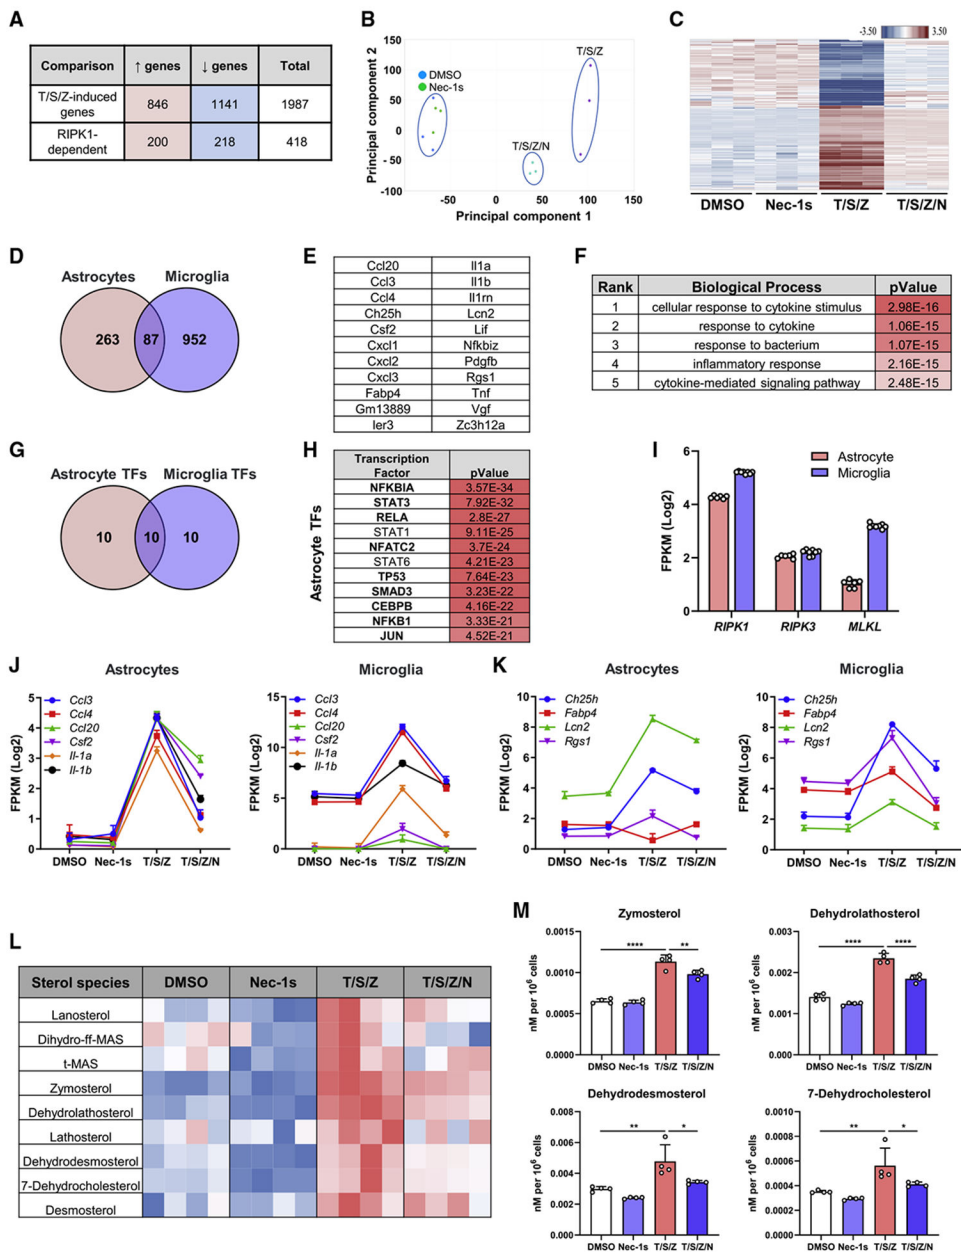 A
Comparison ↑ genes ↓ genes Total
T/S/Z-induced genes 846 1141 1987
RIPK1-dependent 200 218 418
B
Principal component 2
150
100
50
0
-50
-100
DMSO
Nec-1s
T/S/Z
T/S/Z/N
-50 0 50 100 150
Principal component 1
C
-3.50 3.50
DMSO Nec-1s T/S/Z T/S/Z/N
D
Astrocytes Microglia
263 87 952
E
Ccl20 Il1a
Ccl3 Il1b
Ccl4 Il1rn
Ch25h Lcn2
Csf2 Lif
Cxcl1 Nfkbiz
Cxcl2 Pdgfb
Cxcl3 Rgs1
Fabp4 Tnf
Gm13889 Vgf
Ier3 Zc3h12a
F
Rank Biological Process pValue
1 cellular response to cytokine stimulus 2.98E-16
2 response to cytokine 1.06E-15
3 response to bacterium 1.07E-15
4 inflammatory response 2.16E-15
5 cytokine-mediated signaling pathway 2.48E-15
G
Astrocyte TFs Microglia TFs
10 10 10
H
Astrocyte TFs
Transcription Factor pValue
NFKBIA 3.57E-34
STAT3 7.92E-32
RELA 2.8E-27
STAT1 9.11E-25
NFATC2 3.7E-24
STAT6 4.21E-23
TP53 7.64E-23
SMAD3 3.23E-22
CEBPB 4.16E-22
NFKB1 3.33E-21
JUN 4.52E-21
I
Astrocyte
Microglia
FPKM (Log2)
6
4
2
0
RIPK1 RIPK3 MLKL
J
Astrocytes
FPKM (Log2)
5
4
3
2
1
0
Ccl3
Ccl4
Ccl20
Csf2
Il-1a
Il-1b
DMSO Nec-1s T/S/Z T/S/Z/N
Microglia
FPKM (Log2)
15
10
5
0
Ccl3
Ccl4
Ccl20
Csf2
Il-1a
Il-1b
DMSO Nec-1s T/S/Z T/S/Z/N
K
Astrocytes
FPKM (Log2)
10
8
6
4
2
0
Ch25h
Fabp4
Lcn2
Rgs1
DMSO Nec-1s T/S/Z T/S/Z/N
Microglia
FPKM (Log2)
10
8
6
4
2
0
Ch25h
Fabp4
Lcn2
Rgs1
DMSO Nec-1s T/S/Z T/S/Z/N
L
Sterol species DMSO Nec-1s T/S/Z T/S/Z/N
Lanosterol
Dihydro-ff-MAS
t-MAS
Zymosterol
Dehydrolathosterol
Lathosterol
Dehydrodesmosterol
7-Dehydrocholesterol
Desmosterol
M
Zymosterol
nM per 10⁶ cells
0.0015
0.0010
0.0005
0.0000
**** **
DMSO Nec-1s T/S/Z T/S/Z/N
Dehydrolathosterol
nM per 10⁶ cells
0.003
0.002
0.001
0.000
**** ****
DMSO Nec-1s T/S/Z T/S/Z/N
Dehydrodesmosterol
nM per 10⁶ cells
0.008
0.006
0.004
0.002
0.000
** *
DMSO Nec-1s T/S/Z T/S/Z/N
7-Dehydrocholesterol
nM per 10⁶ cells
0.0010
0.0008
0.0006
0.0004
0.0002
0.0000
** *
DMSO Nec-1s T/S/Z T/S/Z/N